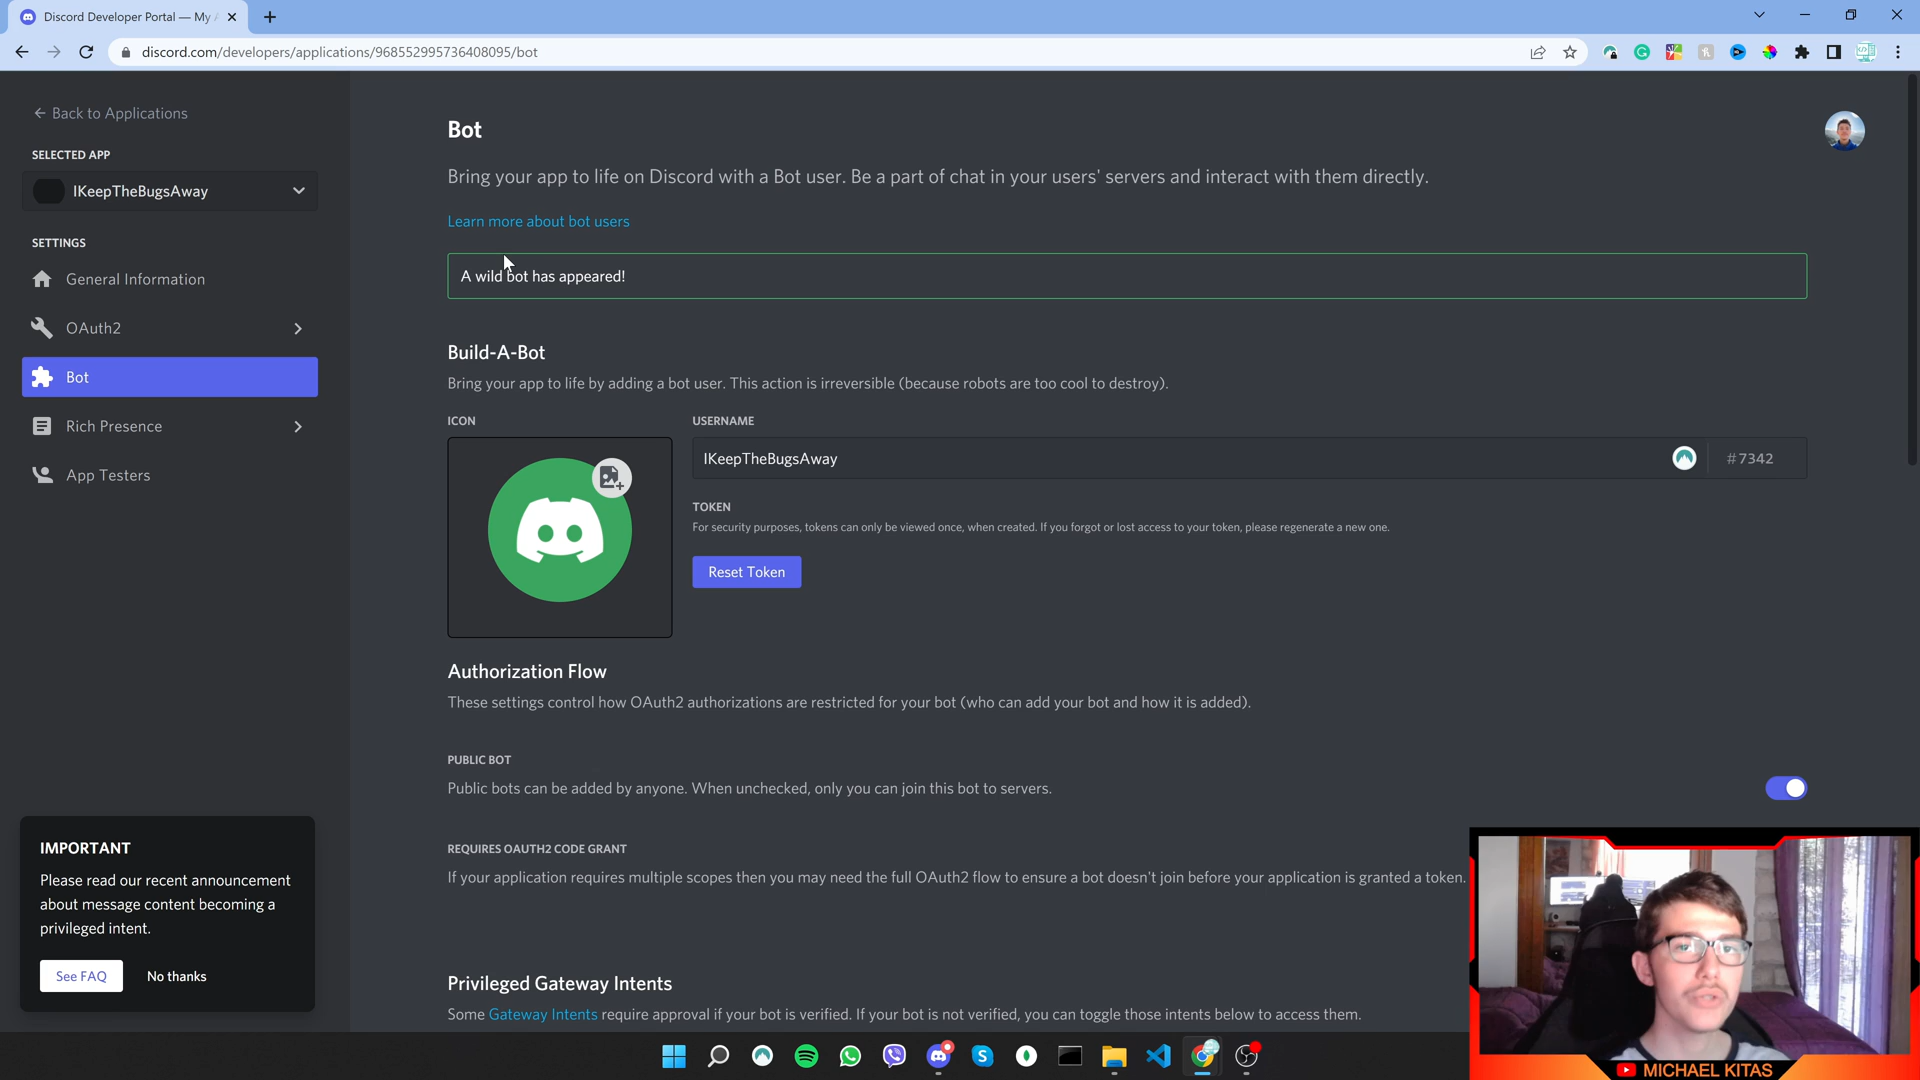 Discord Developer Portal — My A
discord.com/developers/applications/968552995736408095/bot
Back to Applications
SELECTED APP
IKeepTheBugsAway
SETTINGS
General Information
OAuth2
Bot
Rich Presence
App Testers
IMPORTANT
Please read our recent announcement
about message content becoming a
privileged intent.
See FAQ
No thanks
Bot
Bring your app to life on Discord with a Bot user. Be a part of chat in your users' servers and interact with them directly.
Learn more about bot users
A wild bot has appeared!
Build-A-Bot
Bring your app to life by adding a bot user. This action is irreversible (because robots are too cool to destroy).
ICON
USERNAME
IKeepTheBugsAway
#7342
TOKEN
For security purposes, tokens can only be viewed once, when created. If you forgot or lost access to your token, please regenerate a new one.
Reset Token
Authorization Flow
These settings control how OAuth2 authorizations are restricted for your bot (who can add your bot and how it is added).
PUBLIC BOT
Public bots can be added by anyone. When unchecked, only you can join this bot to servers.
REQUIRES OAUTH2 CODE GRANT
If your application requires multiple scopes then you may need the full OAuth2 flow to ensure a bot doesn't join before your application is granted a token.
Privileged Gateway Intents
Some Gateway Intents require approval if your bot is verified. If your bot is not verified, you can toggle those intents below to access them.
MICHAEL KITAS